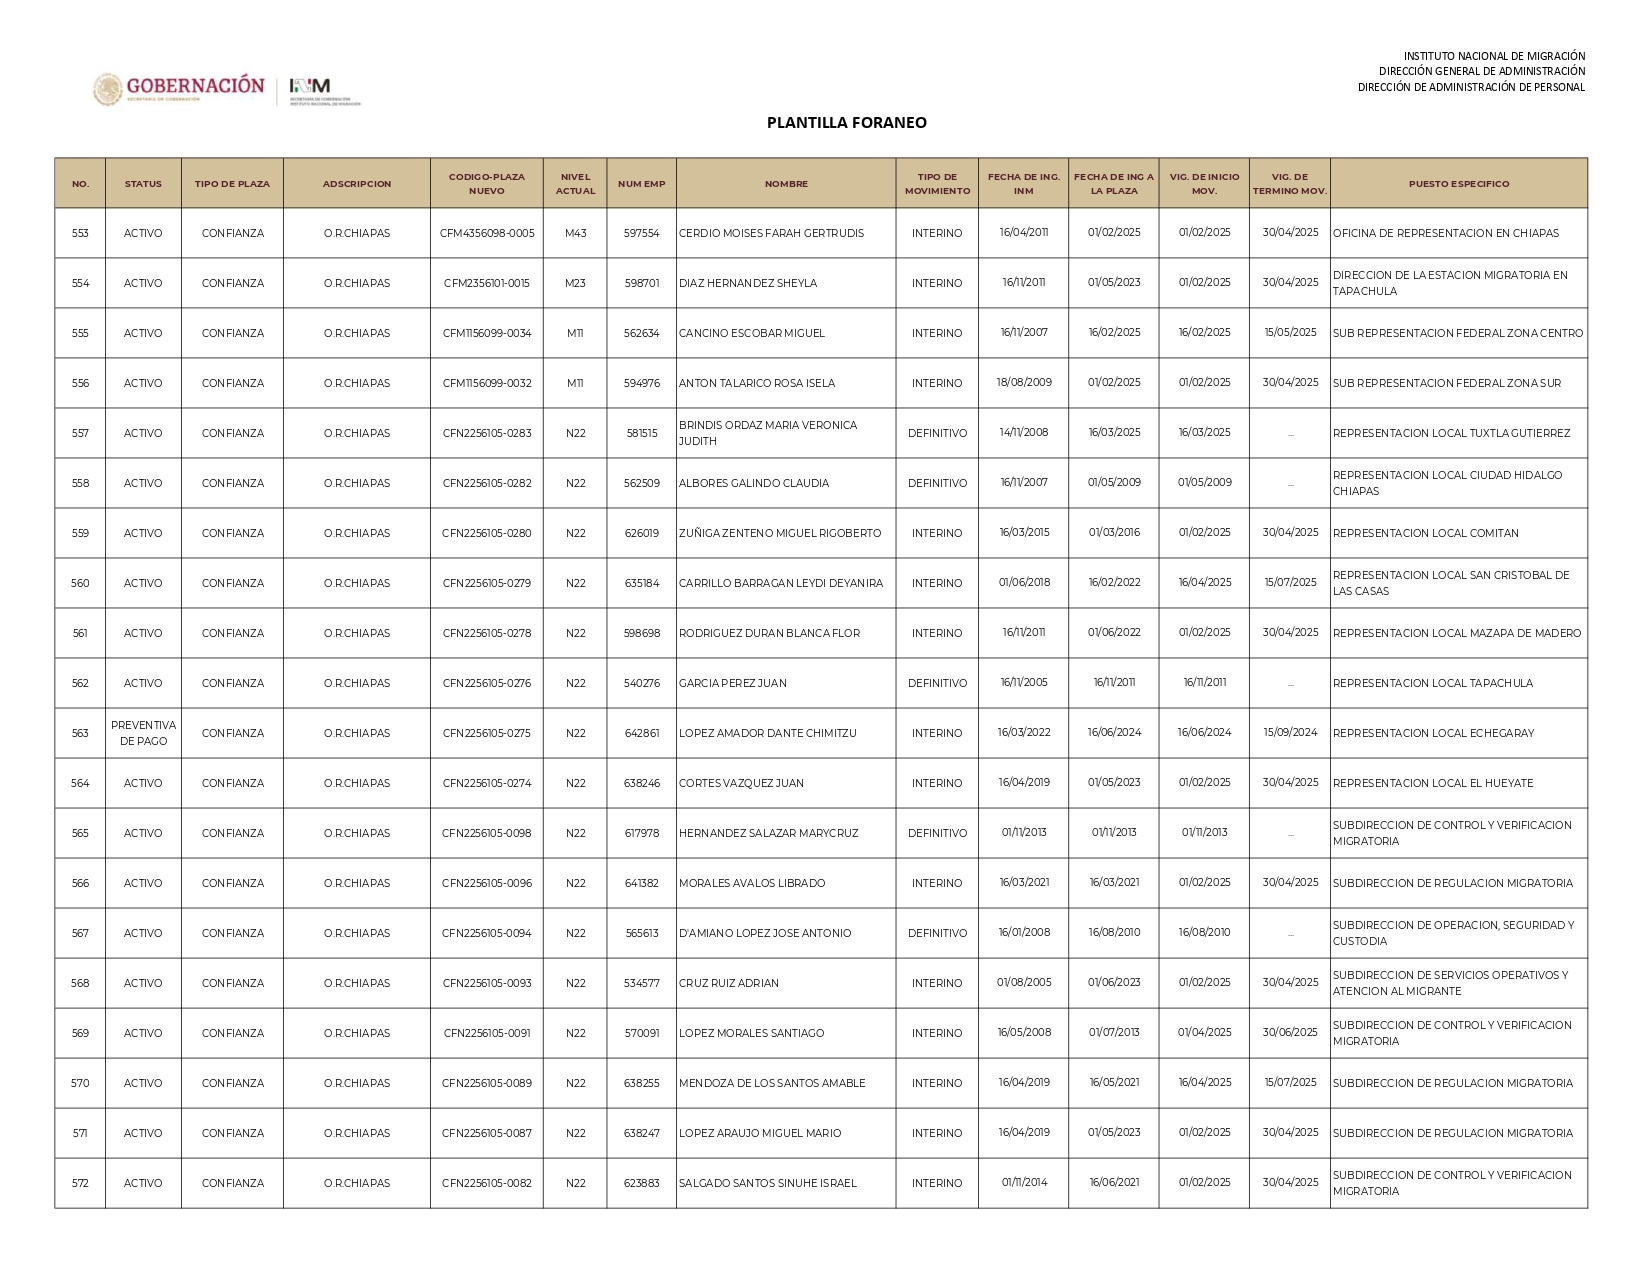 INSTITUTO NACIONAL DE MIGRACIÓN
DIRECCIÓN GENERAL DE ADMINISTRACIÓN
DIRECCIÓN DE ADMINISTRACIÓN DE PERSONAL
GOBERNACIÓN
SECRETARÍA DE GOBERNACIÓN
INM
SECRETARÍA DE GOBERNACIÓN
INSTITUTO NACIONAL DE MIGRACIÓN
PLANTILLA FORANEO
NO. STATUS TIPO DE PLAZA ADSCRIPCION CODIGO-PLAZA NUEVO NIVEL ACTUAL NUM EMP NOMBRE TIPO DE MOVIMIENTO FECHA DE ING. INM FECHA DE ING A LA PLAZA VIG. DE INICIO MOV. VIG. DE TERMINO MOV. PUESTO ESPECIFICO
553 ACTIVO CONFIANZA O.R.CHIAPAS CFM4356098-0005 M43 597554 CERDIO MOISES FARAH GERTRUDIS INTERINO 16/04/2011 01/02/2025 01/02/2025 30/04/2025 OFICINA DE REPRESENTACION EN CHIAPAS
554 ACTIVO CONFIANZA O.R.CHIAPAS CFM2356101-0015 M23 598701 DIAZ HERNANDEZ SHEYLA INTERINO 16/11/2011 01/05/2023 01/02/2025 30/04/2025 DIRECCION DE LA ESTACION MIGRATORIA EN TAPACHULA
555 ACTIVO CONFIANZA O.R.CHIAPAS CFM1156099-0034 M11 562634 CANCINO ESCOBAR MIGUEL INTERINO 16/11/2007 16/02/2025 16/02/2025 15/05/2025 SUB REPRESENTACION FEDERAL ZONA CENTRO
556 ACTIVO CONFIANZA O.R.CHIAPAS CFM1156099-0032 M11 594976 ANTON TALARICO ROSA ISELA INTERINO 18/08/2009 01/02/2025 01/02/2025 30/04/2025 SUB REPRESENTACION FEDERAL ZONA SUR
557 ACTIVO CONFIANZA O.R.CHIAPAS CFN2256105-0283 N22 581515 BRINDIS ORDAZ MARIA VERONICA JUDITH DEFINITIVO 14/11/2008 16/03/2025 16/03/2025 ... REPRESENTACION LOCAL TUXTLA GUTIERREZ
558 ACTIVO CONFIANZA O.R.CHIAPAS CFN2256105-0282 N22 562509 ALBORES GALINDO CLAUDIA DEFINITIVO 16/11/2007 01/05/2009 01/05/2009 ... REPRESENTACION LOCAL CIUDAD HIDALGO CHIAPAS
559 ACTIVO CONFIANZA O.R.CHIAPAS CFN2256105-0280 N22 626019 ZUÑIGA ZENTENO MIGUEL RIGOBERTO INTERINO 16/03/2015 01/03/2016 01/02/2025 30/04/2025 REPRESENTACION LOCAL COMITAN
560 ACTIVO CONFIANZA O.R.CHIAPAS CFN2256105-0279 N22 635184 CARRILLO BARRAGAN LEYDI DEYANIRA INTERINO 01/06/2018 16/02/2022 16/04/2025 15/07/2025 REPRESENTACION LOCAL SAN CRISTOBAL DE LAS CASAS
561 ACTIVO CONFIANZA O.R.CHIAPAS CFN2256105-0278 N22 598698 RODRIGUEZ DURAN BLANCA FLOR INTERINO 16/11/2011 01/06/2022 01/02/2025 30/04/2025 REPRESENTACION LOCAL MAZAPA DE MADERO
562 ACTIVO CONFIANZA O.R.CHIAPAS CFN2256105-0276 N22 540276 GARCIA PEREZ JUAN DEFINITIVO 16/11/2005 16/11/2011 16/11/2011 ... REPRESENTACION LOCAL TAPACHULA
563 PREVENTIVA DE PAGO CONFIANZA O.R.CHIAPAS CFN2256105-0275 N22 642861 LOPEZ AMADOR DANTE CHIMITZU INTERINO 16/03/2022 16/06/2024 16/06/2024 15/09/2024 REPRESENTACION LOCAL ECHEGARAY
564 ACTIVO CONFIANZA O.R.CHIAPAS CFN2256105-0274 N22 638246 CORTES VAZQUEZ JUAN INTERINO 16/04/2019 01/05/2023 01/02/2025 30/04/2025 REPRESENTACION LOCAL EL HUEYATE
565 ACTIVO CONFIANZA O.R.CHIAPAS CFN2256105-0098 N22 617978 HERNANDEZ SALAZAR MARYCRUZ DEFINITIVO 01/11/2013 01/11/2013 01/11/2013 ... SUBDIRECCION DE CONTROL Y VERIFICACION MIGRATORIA
566 ACTIVO CONFIANZA O.R.CHIAPAS CFN2256105-0096 N22 641382 MORALES AVALOS LIBRADO INTERINO 16/03/2021 16/03/2021 01/02/2025 30/04/2025 SUBDIRECCION DE REGULACION MIGRATORIA
567 ACTIVO CONFIANZA O.R.CHIAPAS CFN2256105-0094 N22 565613 D'AMIANO LOPEZ JOSE ANTONIO DEFINITIVO 16/01/2008 16/08/2010 16/08/2010 ... SUBDIRECCION DE OPERACION, SEGURIDAD Y CUSTODIA
568 ACTIVO CONFIANZA O.R.CHIAPAS CFN2256105-0093 N22 534577 CRUZ RUIZ ADRIAN INTERINO 01/08/2005 01/06/2023 01/02/2025 30/04/2025 SUBDIRECCION DE SERVICIOS OPERATIVOS Y ATENCION AL MIGRANTE
569 ACTIVO CONFIANZA O.R.CHIAPAS CFN2256105-0091 N22 570091 LOPEZ MORALES SANTIAGO INTERINO 16/05/2008 01/07/2013 01/04/2025 30/06/2025 SUBDIRECCION DE CONTROL Y VERIFICACION MIGRATORIA
570 ACTIVO CONFIANZA O.R.CHIAPAS CFN2256105-0089 N22 638255 MENDOZA DE LOS SANTOS AMABLE INTERINO 16/04/2019 16/05/2021 16/04/2025 15/07/2025 SUBDIRECCION DE REGULACION MIGRATORIA
571 ACTIVO CONFIANZA O.R.CHIAPAS CFN2256105-0087 N22 638247 LOPEZ ARAUJO MIGUEL MARIO INTERINO 16/04/2019 01/05/2023 01/02/2025 30/04/2025 SUBDIRECCION DE REGULACION MIGRATORIA
572 ACTIVO CONFIANZA O.R.CHIAPAS CFN2256105-0082 N22 623883 SALGADO SANTOS SINUHE ISRAEL INTERINO 01/11/2014 16/06/2021 01/02/2025 30/04/2025 SUBDIRECCION DE CONTROL Y VERIFICACION MIGRATORIA